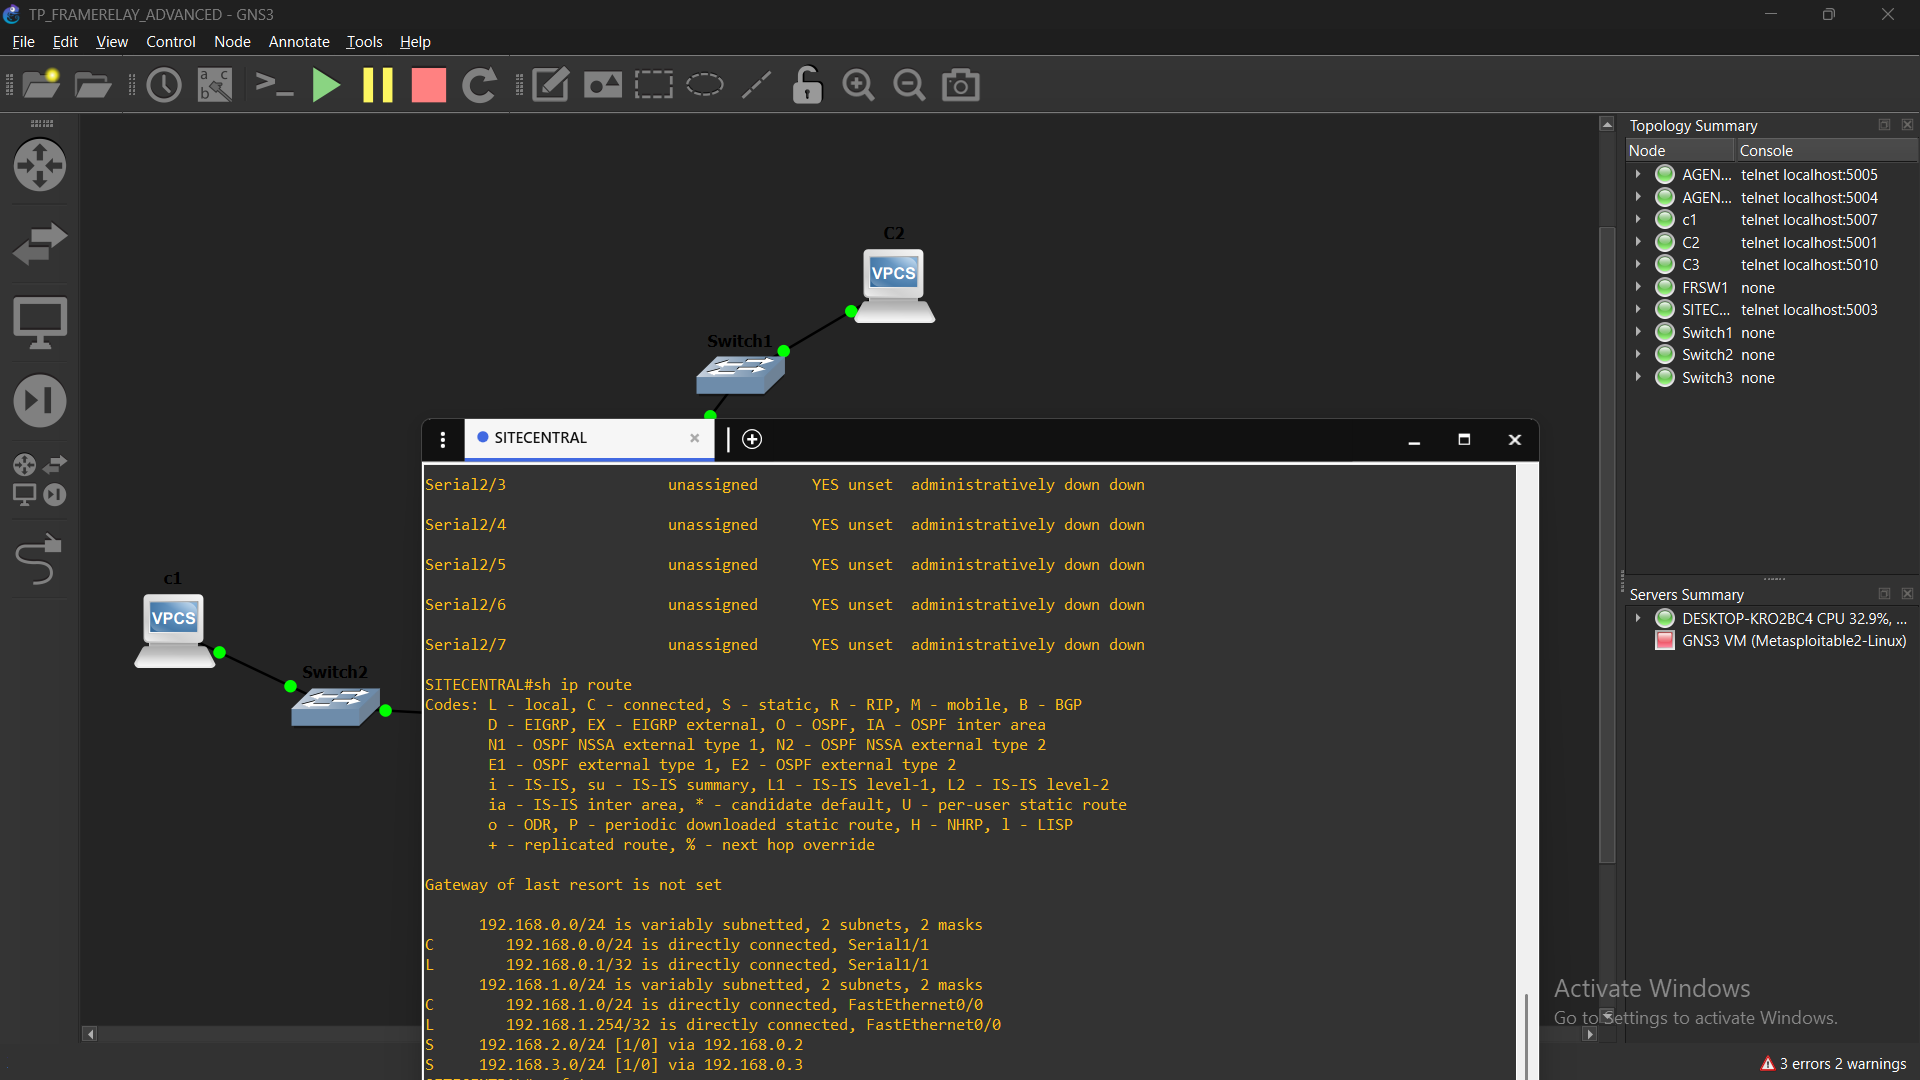 TP_FRAMERELAY_ADVANCED - GNS3
File Edit View Control Node Annotate Tools Help
Topology Summary
Node Console
AGEN... telnet localhost:5005
AGEN... telnet localhost:5004
c1 telnet localhost:5007
C2 telnet localhost:5001
C3 telnet localhost:5010
FRSW1 none
SITEC... telnet localhost:5003
Switch1 none
Switch2 none
Switch3 none
C2
VPCS
Switch1
c1
VPCS
Switch2
SITECENTRAL
Serial2/3 unassigned YES unset administratively down down
Serial2/4 unassigned YES unset administratively down down
Serial2/5 unassigned YES unset administratively down down
Serial2/6 unassigned YES unset administratively down down
Serial2/7 unassigned YES unset administratively down down
SITECENTRAL#sh ip route
Codes: L - local, C - connected, S - static, R - RIP, M - mobile, B - BGP
D - EIGRP, EX - EIGRP external, O - OSPF, IA - OSPF inter area
N1 - OSPF NSSA external type 1, N2 - OSPF NSSA external type 2
E1 - OSPF external type 1, E2 - OSPF external type 2
i - IS-IS, su - IS-IS summary, L1 - IS-IS level-1, L2 - IS-IS level-2
ia - IS-IS inter area, * - candidate default, U - per-user static route
o - ODR, P - periodic downloaded static route, H - NHRP, l - LISP
+ - replicated route, % - next hop override
Gateway of last resort is not set
192.168.0.0/24 is variably subnetted, 2 subnets, 2 masks
C 192.168.0.0/24 is directly connected, Serial1/1
L 192.168.0.1/32 is directly connected, Serial1/1
192.168.1.0/24 is variably subnetted, 2 subnets, 2 masks
C 192.168.1.0/24 is directly connected, FastEthernet0/0
L 192.168.1.254/32 is directly connected, FastEthernet0/0
S 192.168.2.0/24 [1/0] via 192.168.0.2
S 192.168.3.0/24 [1/0] via 192.168.0.3
Servers Summary
DESKTOP-KRO2BC4 CPU 32.9%, ...
GNS3 VM (Metasploitable2-Linux)
Activate Windows
Go to Settings to activate Windows.
3 errors 2 warnings